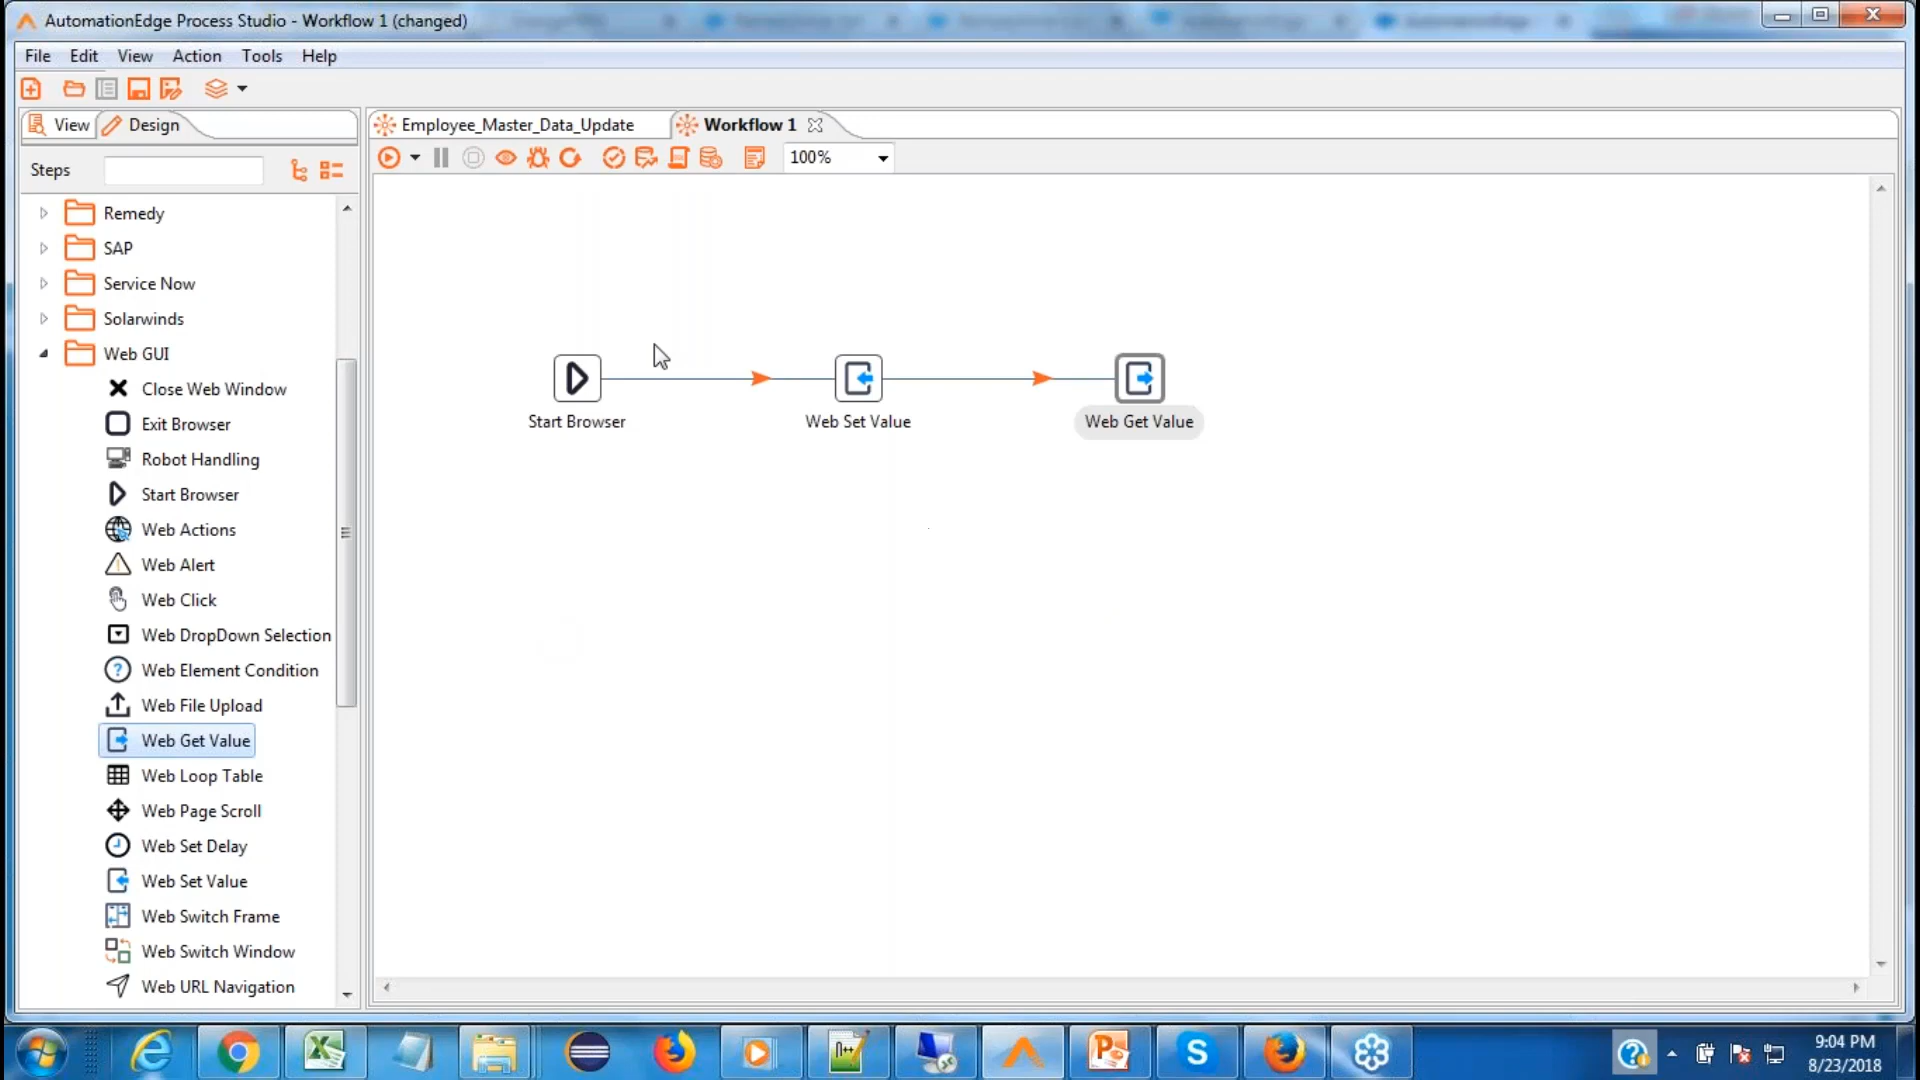 AutomationEdge Process Studio - Workflow 1 (changed)
File Edit View Action Tools Help
View Design
Employee_Master_Data_Update
Workflow 1
Steps
100%
Remedy
SAP
Service Now
Solarwinds
Web GUI
Close Web Window
Exit Browser
Robot Handling
Start Browser
Web Actions
Web Alert
Web Click
Web DropDown Selection
Web Element Condition
Web File Upload
Web Get Value
Web Loop Table
Web Page Scroll
Web Set Delay
Web Set Value
Web Switch Frame
Web Switch Window
Web URL Navigation
Start Browser
Web Set Value
Web Get Value
9:04 PM
8/23/2018